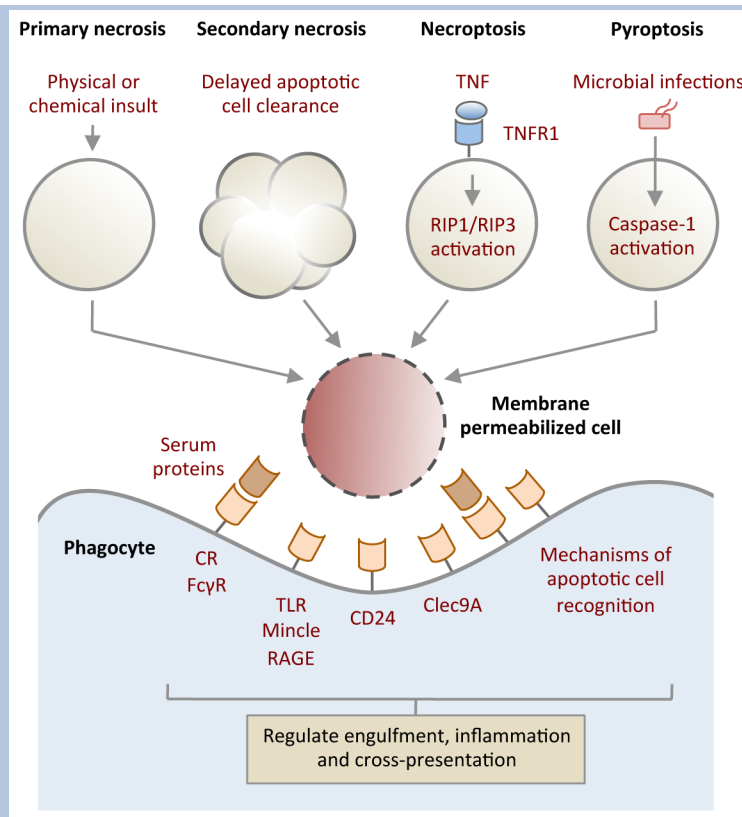 Primary necrosis
Secondary necrosis
Necroptosis
Pyroptosis
Physical or
chemical insult
Delayed apoptotic
cell clearance
TNF
TNFR1
Microbial infections
RIP1/RIP3
activation
Caspase-1
activation
Membrane
permeabilized cell
Serum
proteins
Phagocyte
CR
FcγR
TLR
Mincle
RAGE
CD24
Clec9A
Mechanisms of
apoptotic cell
recognition
Regulate engulfment, inflammation
and cross-presentation